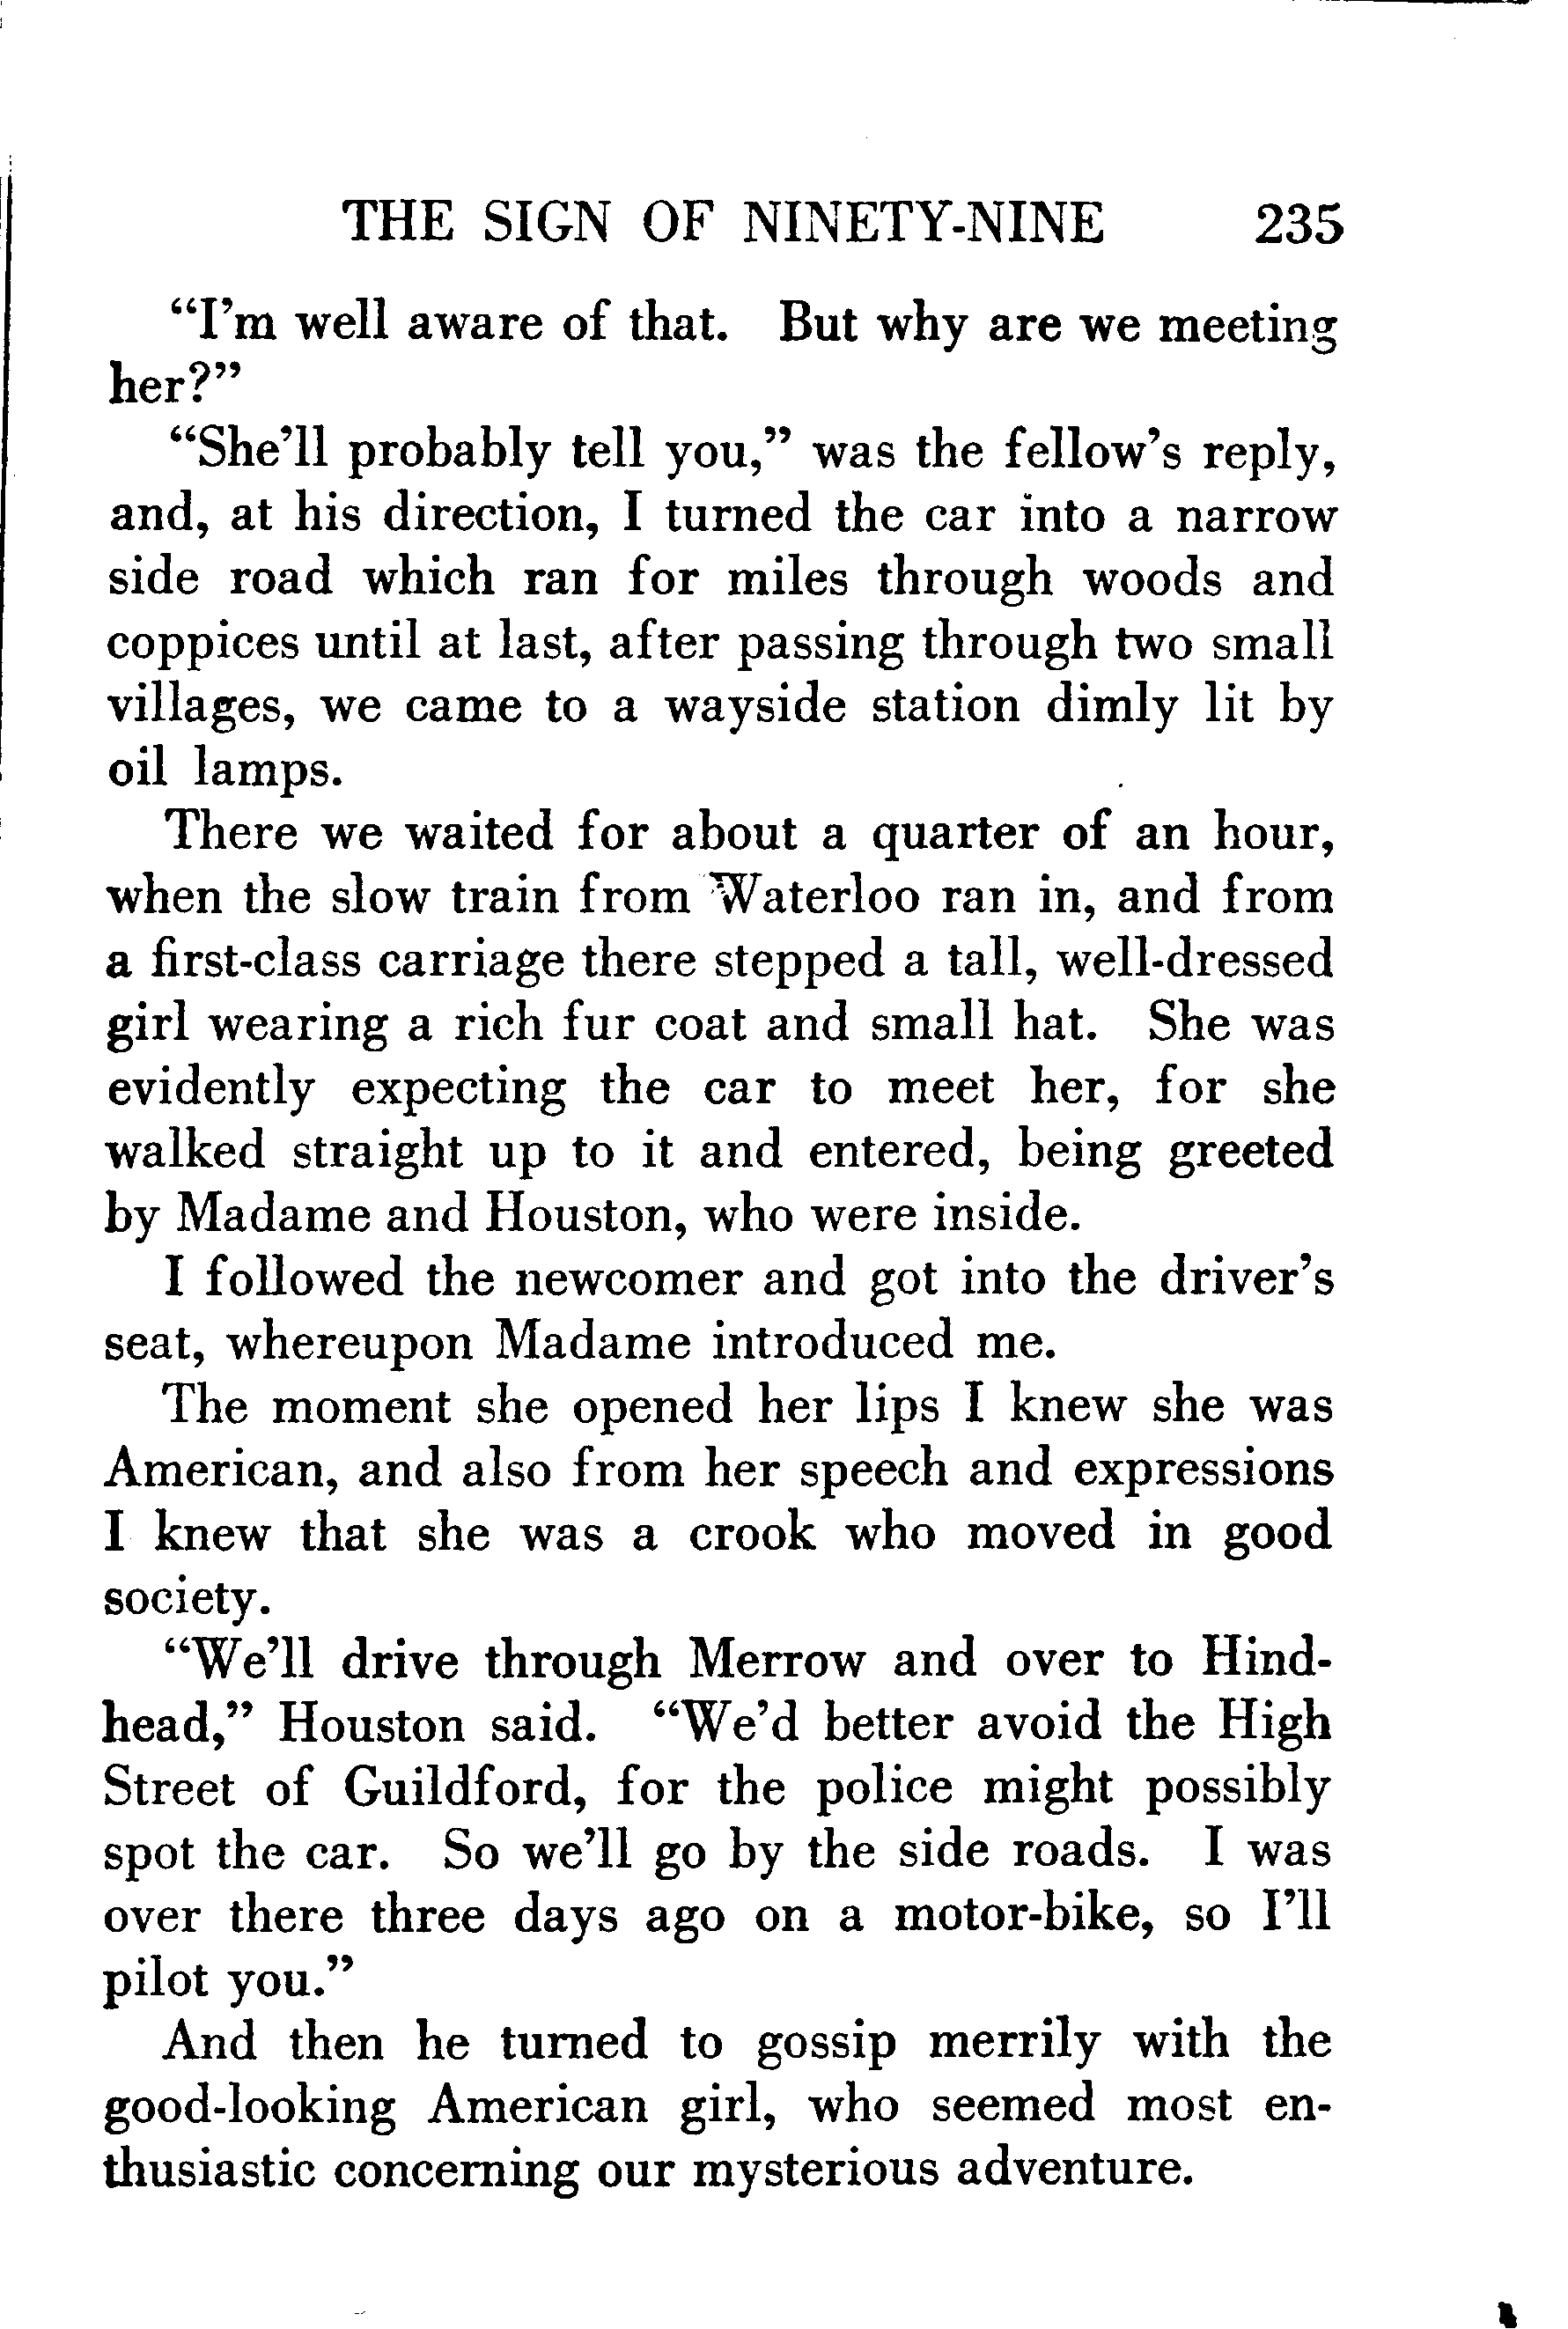 THE SIGN OF NINETY-NINE 235
“I’m well aware of that. But why are we meeting
her?”
“She’ll probably tell you,” was the fellow’s reply,
and, at his direction, I turned the car into a narrow
side road which ran for miles through woods and
coppices until at last, after passing through two small
villages, we came to a wayside station dimly lit by
oil lamps.
There we waited for about a quarter of an hour,
when the slow train from Waterloo ran in, and from
a first-class carriage there stepped a tall, well-dressed
girl wearing a rich fur coat and small hat. She was
evidently expecting the car to meet her, for she
walked straight up to it and entered, being greeted
by Madame and Houston, who were inside.
I followed the newcomer and got into the driver’s
seat, whereupon Madame introduced me.
The moment she opened her lips I knew she was
American, and also from her speech and expressions
I knew that she was a crook who moved in good
society.
“We’ll drive through Merrow and over to Hind-
head,” Houston said. “We’d better avoid the High
Street of Guildford, for the police might possibly
spot the car. So we’ll go by the side roads. I was
over there three days ago on a motor-bike, so I’ll
pilot you.”
And then he turned to gossip merrily with the
good-looking American girl, who seemed most en-
thusiastic concerning our mysterious adventure.